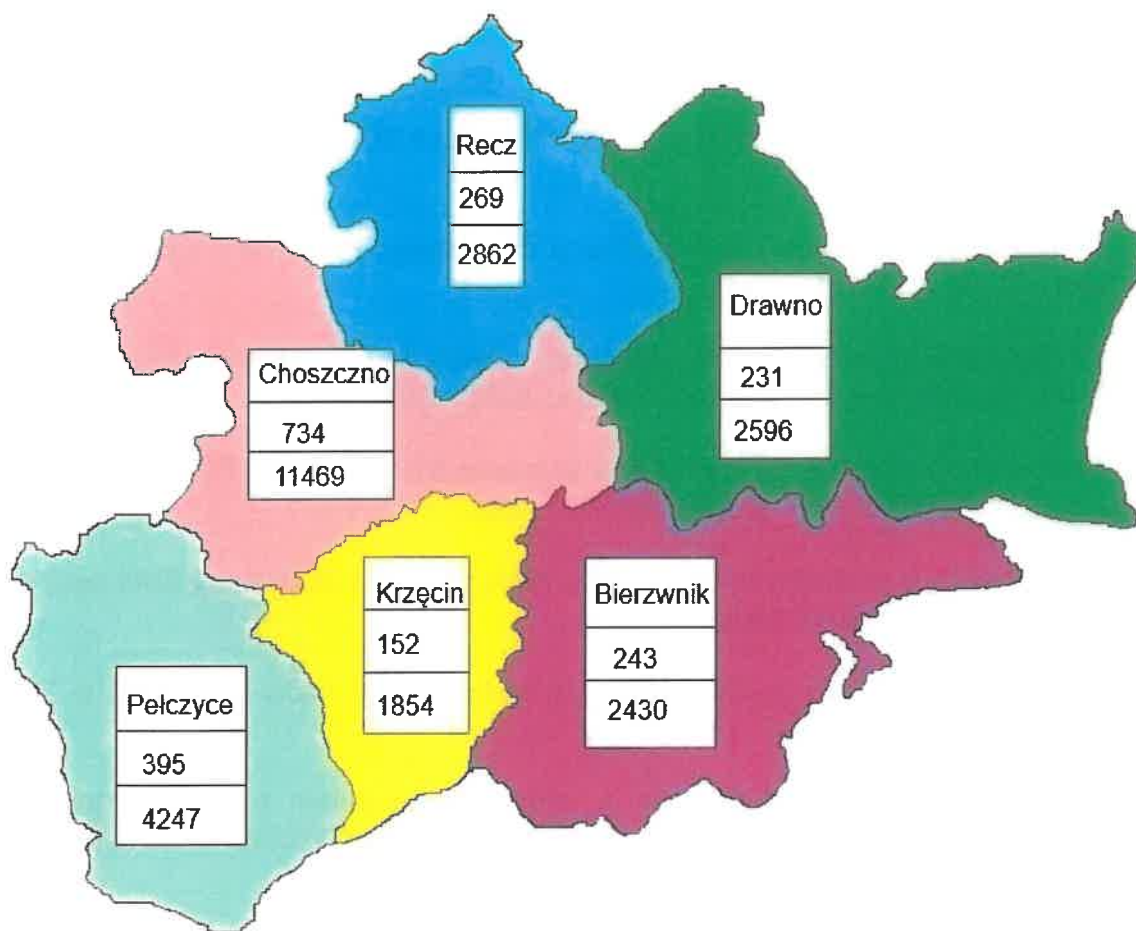 Recz
269
2862
Drawno
231
2596
Choszczno
734
11469
Krzęcin
152
1854
Bierzwnik
243
2430
Pełczyce
395
4247